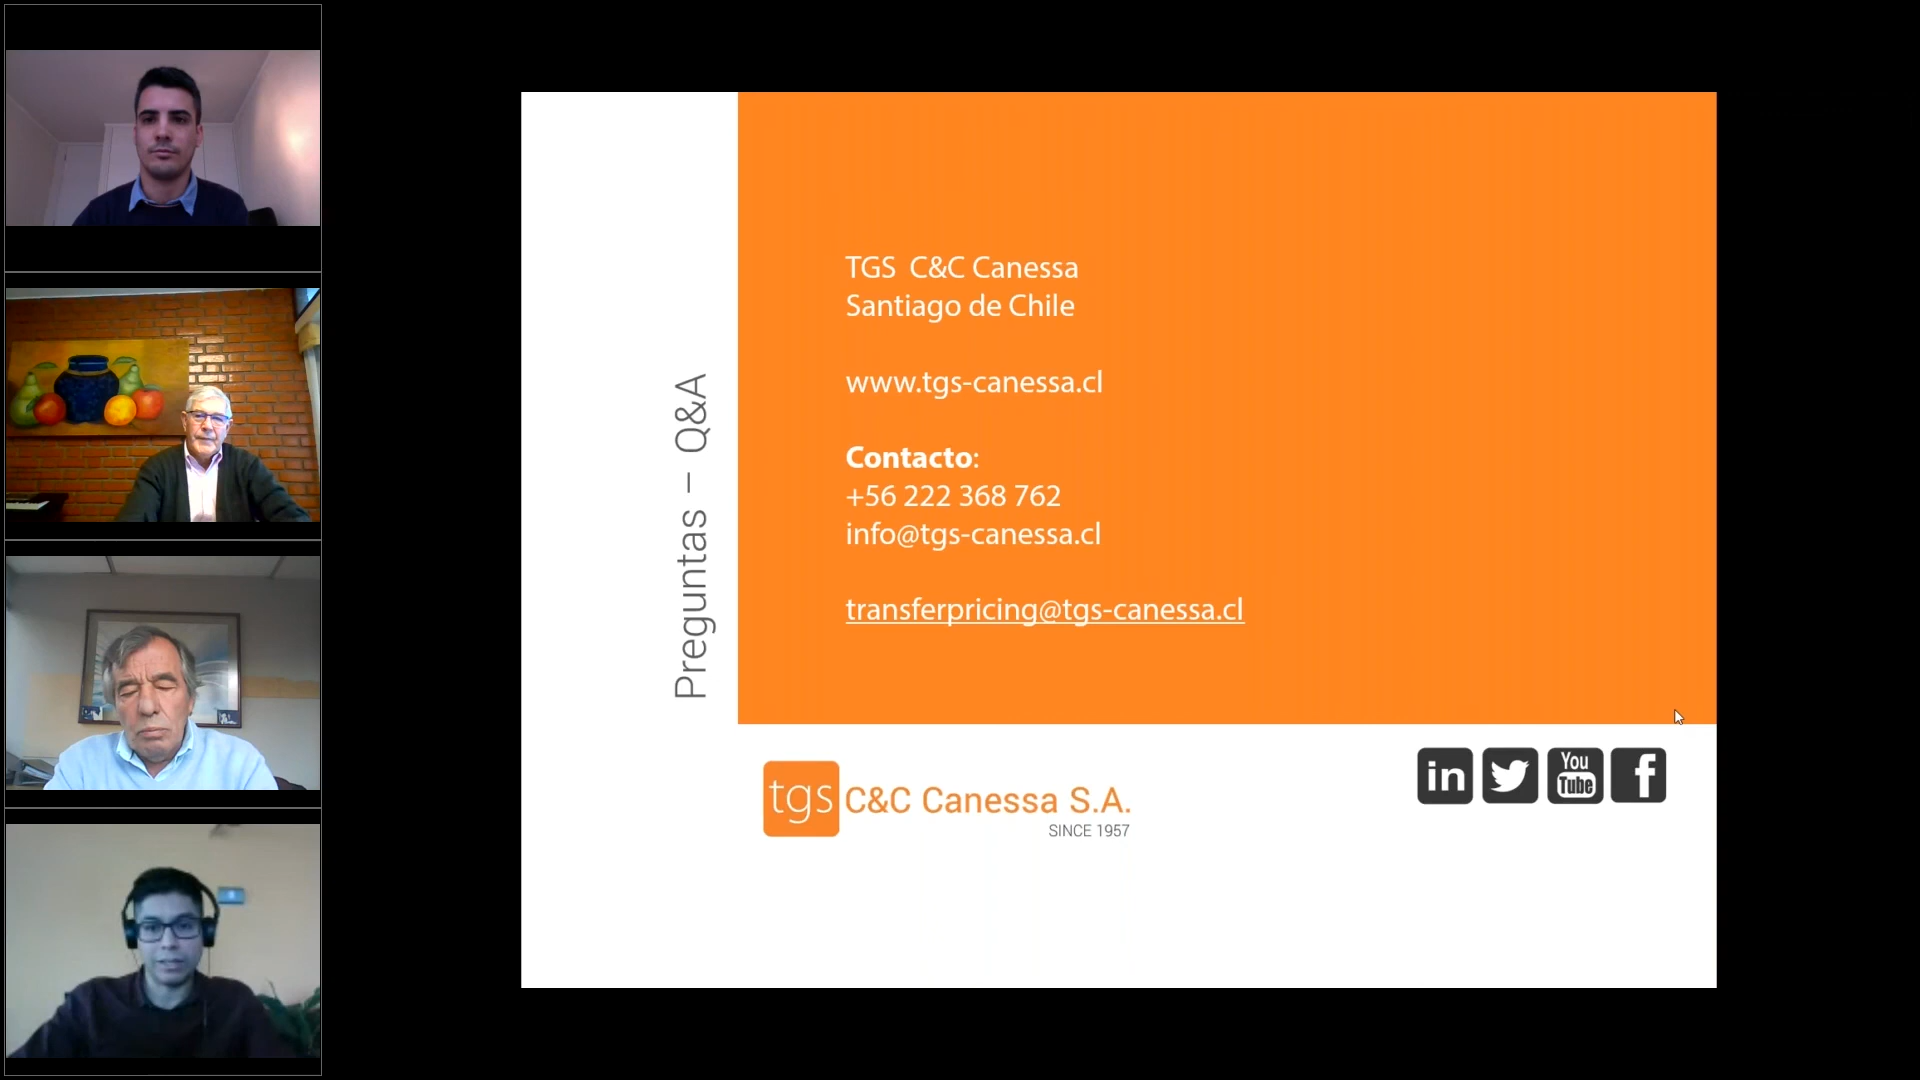 Preguntas – Q&A
TGS C&C Canessa
Santiago de Chile
www.tgs-canessa.cl
Contacto:
+56 222 368 762
info@tgs-canessa.cl
transferpricing@tgs-canessa.cl
tgs C&C Canessa S.A.
SINCE 1957
in
You
Tube
f